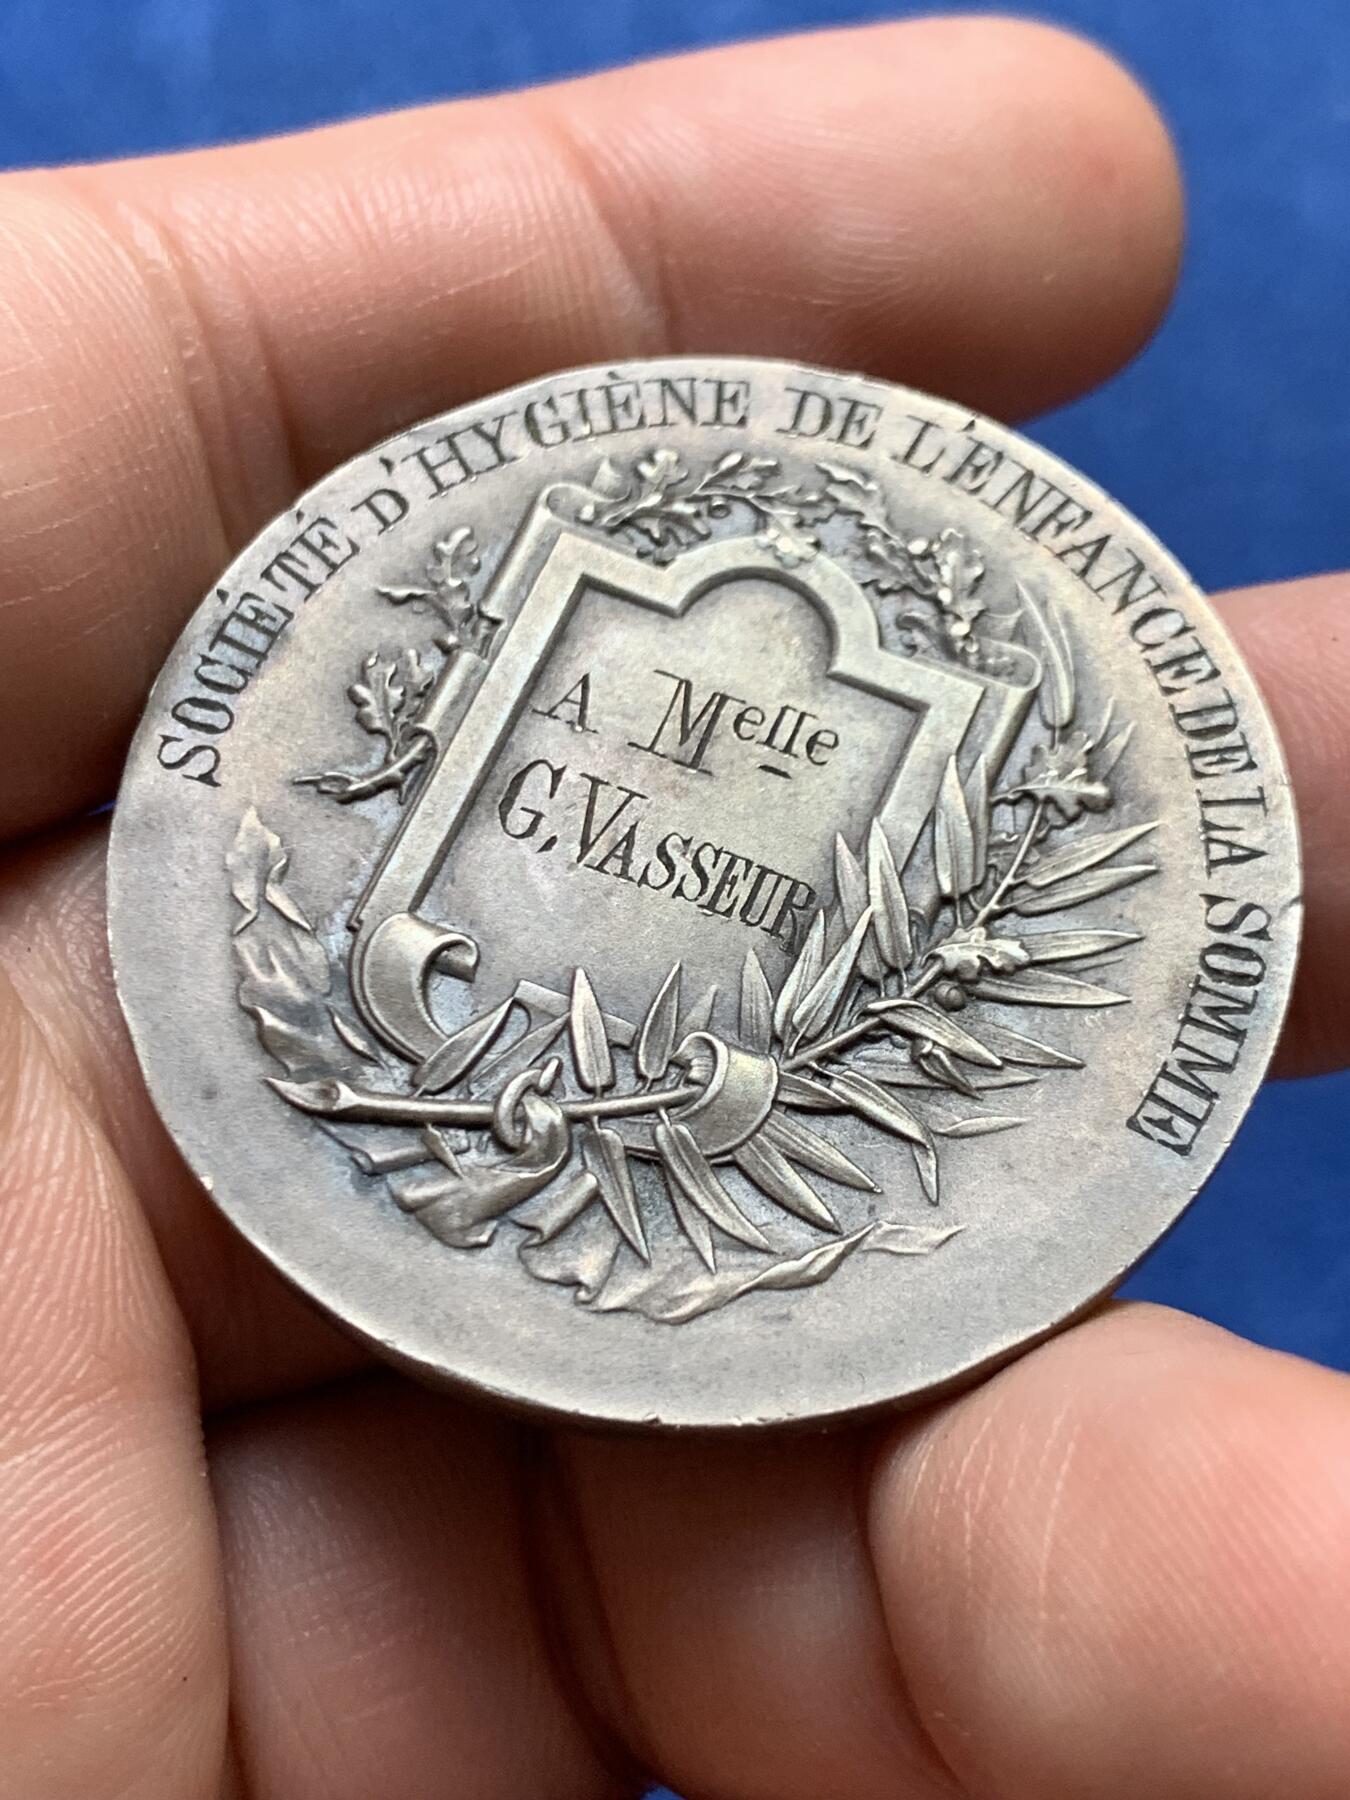 SOCIÉTÉ D'HYGIÈNE DE L'ENFANCE DE LA SOMME
A Melle
G. VASSEUR